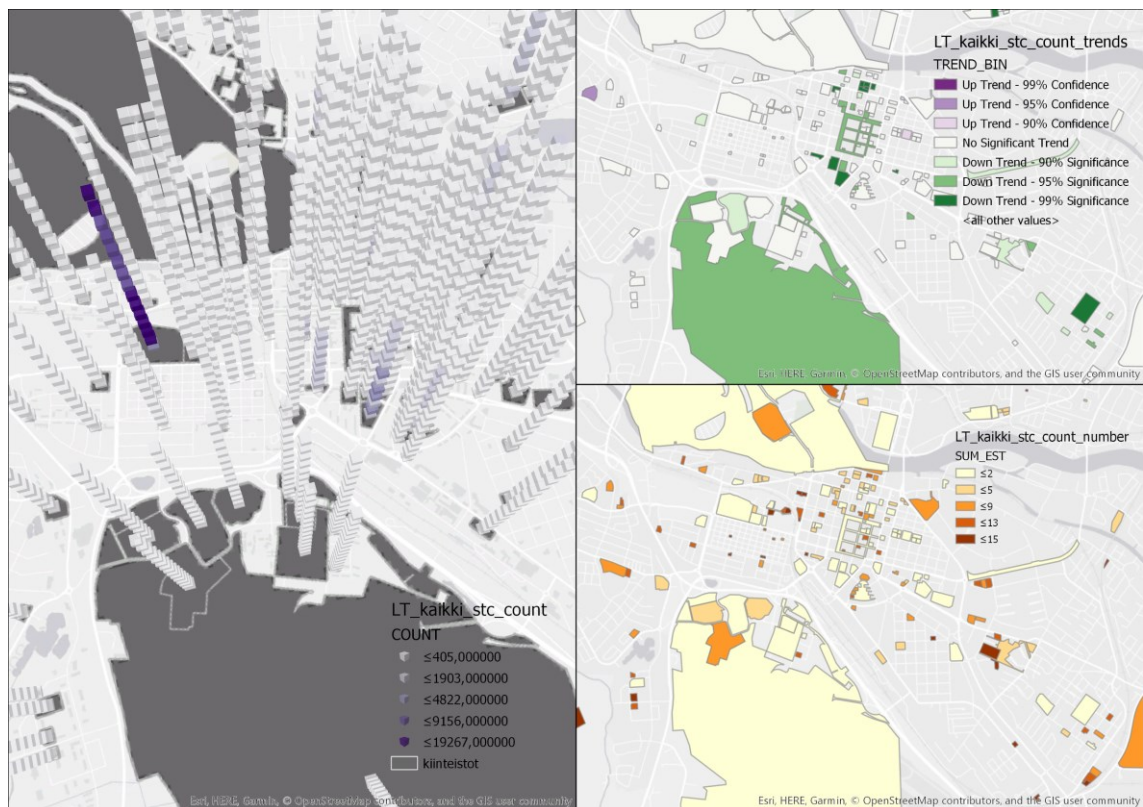 LT_kaikki_stc_count
COUNT
≤405,000000
≤1903,000000
≤4822,000000
≤9156,000000
≤19267,000000
kiinteistot
Esri, HERE, Garmin, © OpenStreetMap contributors, and the GIS user community
LT_kaikki_stc_count_trends
TREND_BIN
Up Trend - 99% Confidence
Up Trend - 95% Confidence
Up Trend - 90% Confidence
No Significant Trend
Down Trend - 90% Significance
Down Trend - 95% Significance
Down Trend - 99% Significance
<all other values>
Esri, HERE, Garmin, © OpenStreetMap contributors, and the GIS user community
LT_kaikki_stc_count_number
SUM_EST
≤2
≤5
≤9
≤13
≤15
Esri, HERE, Garmin, © OpenStreetMap contributors, and the GIS user community